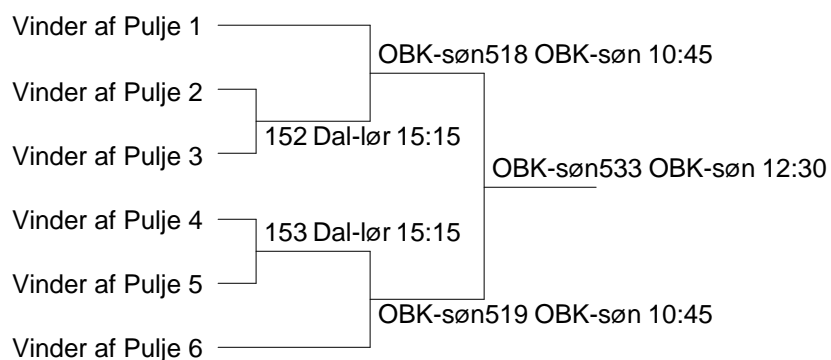 Vinder af Pulje 1
OBK-søn518 OBK-søn 10:45
Vinder af Pulje 2
152 Dal-lør 15:15
Vinder af Pulje 3
OBK-søn533 OBK-søn 12:30
Vinder af Pulje 4
153 Dal-lør 15:15
Vinder af Pulje 5
OBK-søn519 OBK-søn 10:45
Vinder af Pulje 6